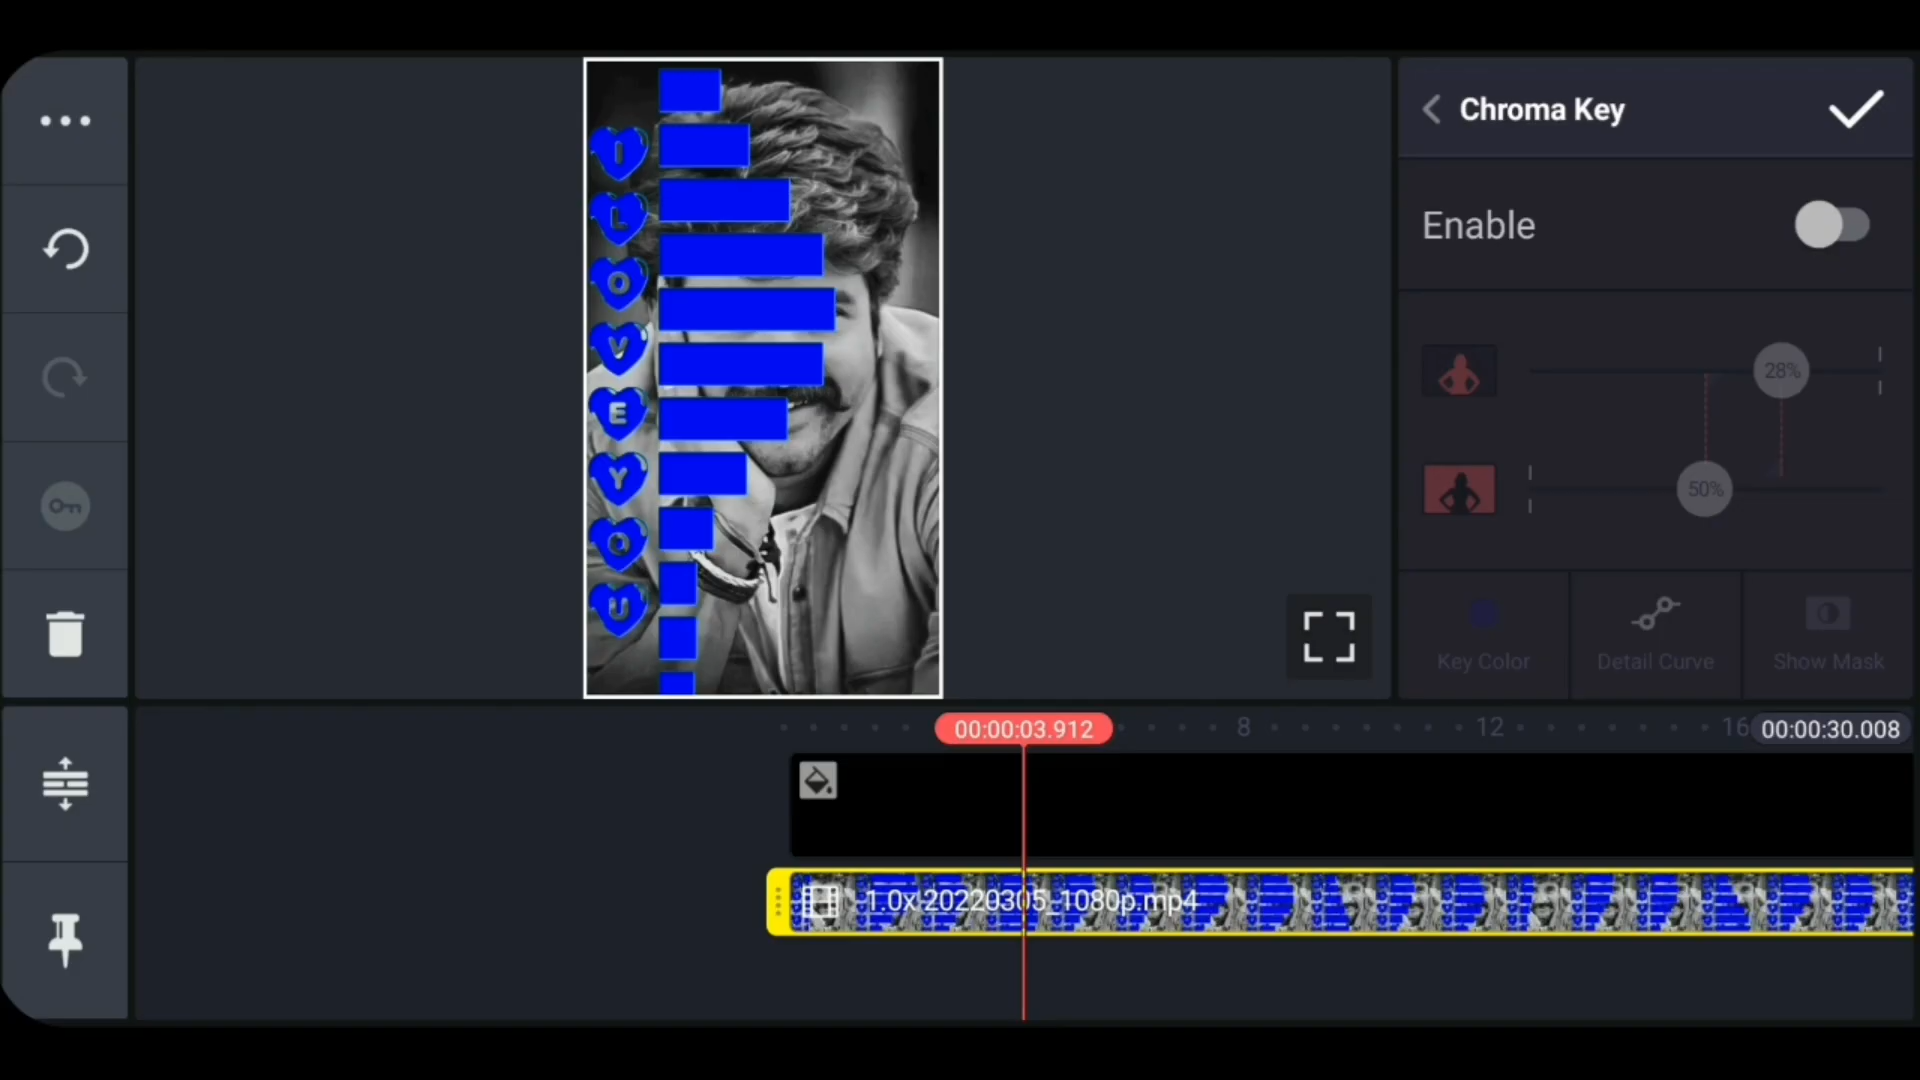 Chroma Key
Enable
28%
50%
Key Color
Detail Curve
Show Mask
I
L
O
V
E
Y
O
U
00:00:03.912
8
12
16
00:00:30.008
1.0x 20220305_1080p.mp4